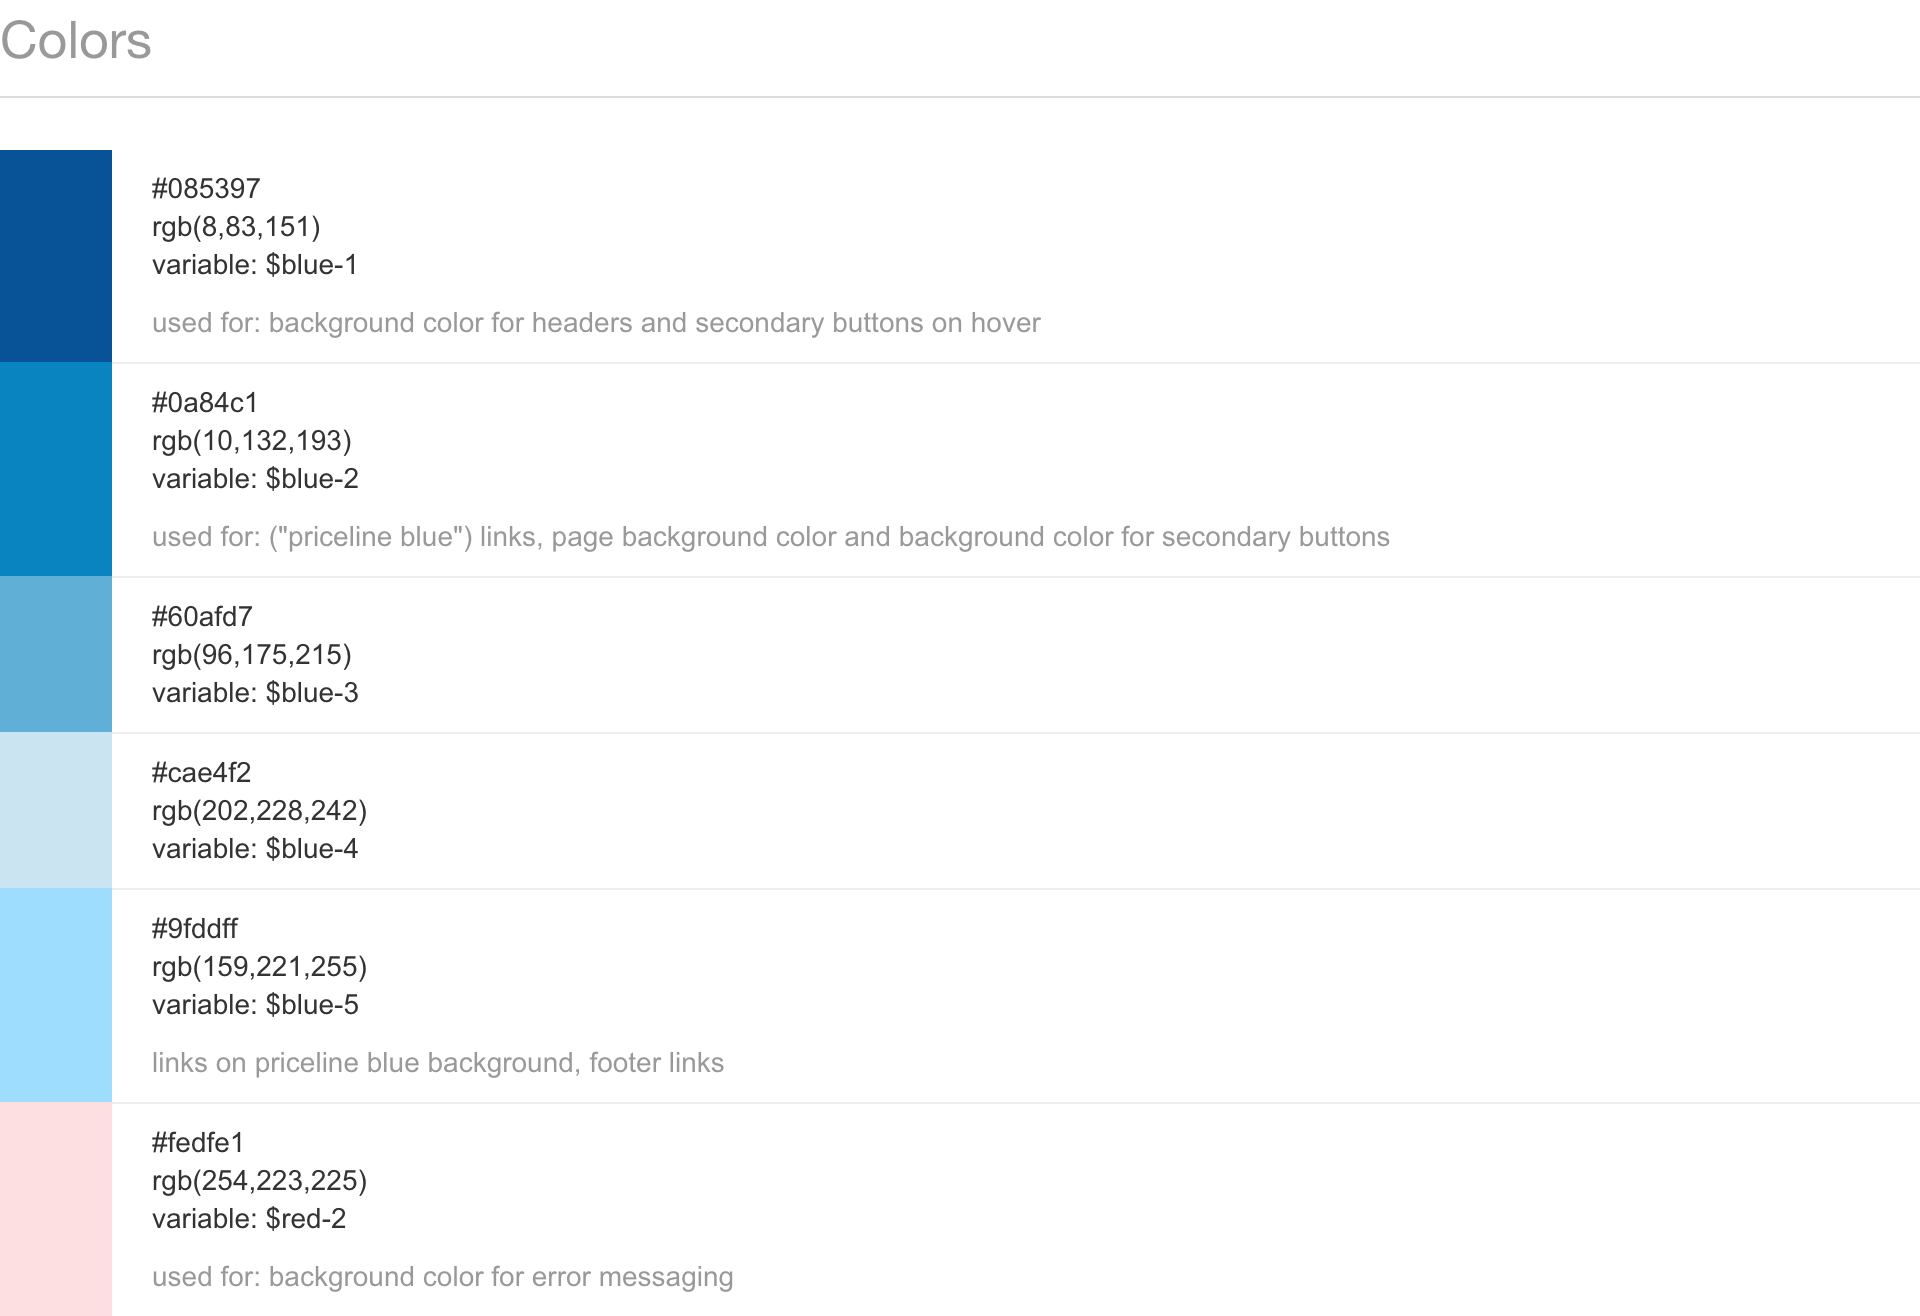 Colors
#085397
rgb(8,83,151)
variable: $blue-1
used for: background color for headers and secondary buttons on hover
#0a84c1
rgb(10,132,193)
variable: $blue-2
used for: ("priceline blue") links, page background color and background color for secondary buttons
#60afd7
rgb(96,175,215)
variable: $blue-3
#cae4f2
rgb(202,228,242)
variable: $blue-4
#9fddff
rgb(159,221,255)
variable: $blue-5
links on priceline blue background, footer links
#fedfe1
rgb(254,223,225)
variable: $red-2
used for: background color for error messaging